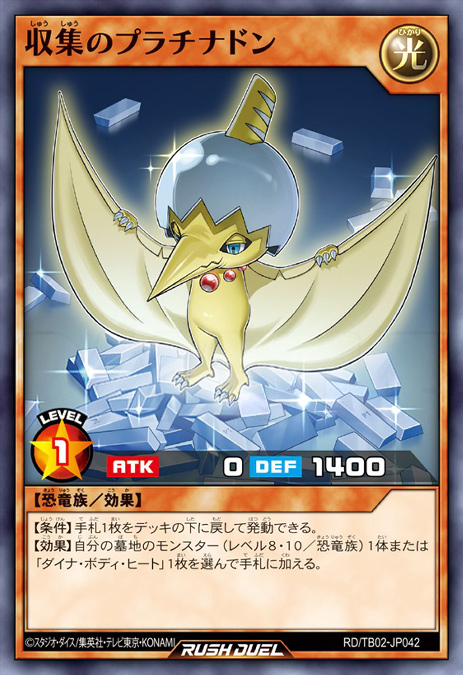 収集のプラチナドン
光
LEVEL
1
ATK 0 DEF 1400
【恐竜族/効果】
【条件】手札1枚をデッキの下に戻して発動できる。
【効果】自分の墓地のモンスター(レベル8・10/恐竜族)1体または
「ダイナ・ボディ・ヒート」1枚を選んで手札に加える。
©スタジオ・ダイス/集英社・テレビ東京・KONAMI
RUSH DUEL
RD/TB02-JP042